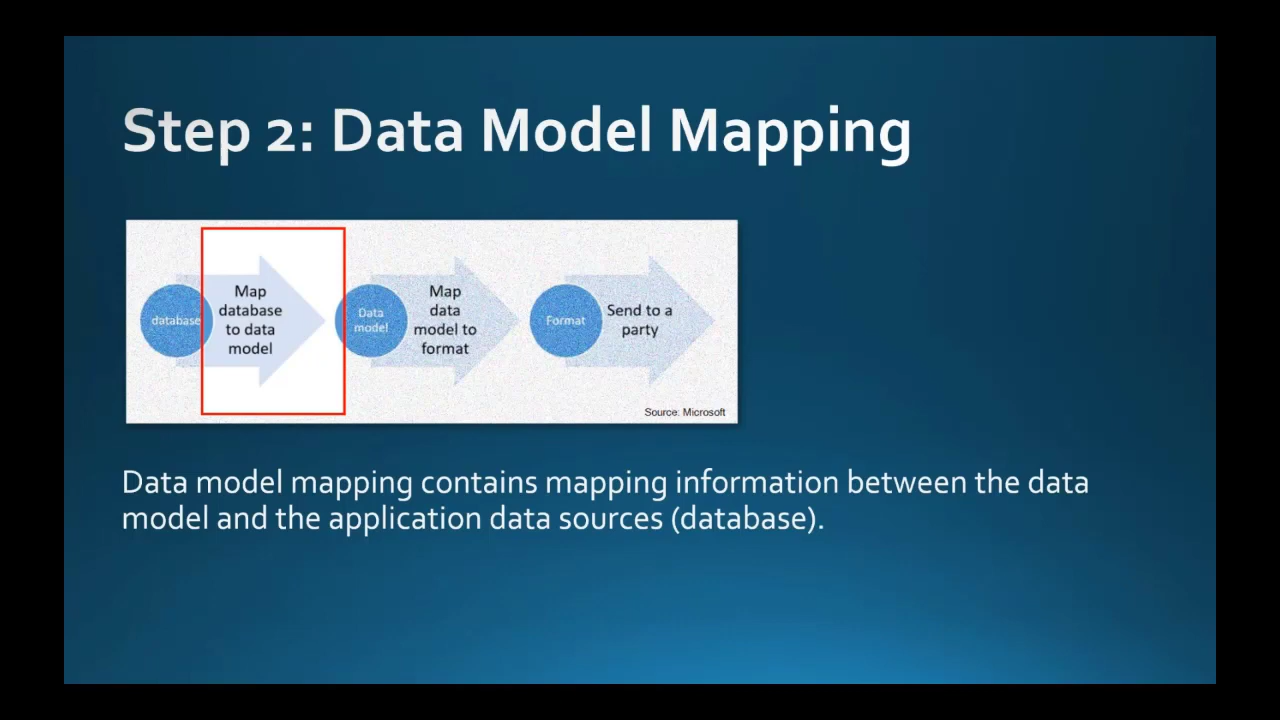 Step 2: Data Model Mapping
database
Map
database
to data
model
Data
model
Map
data
model to
format
Format
Send to a
party
Source: Microsoft
Data model mapping contains mapping information between the data
model and the application data sources (database).